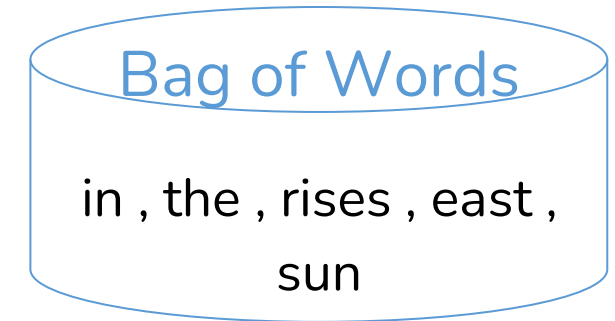 Bag of Words
in , the , rises , east ,
sun